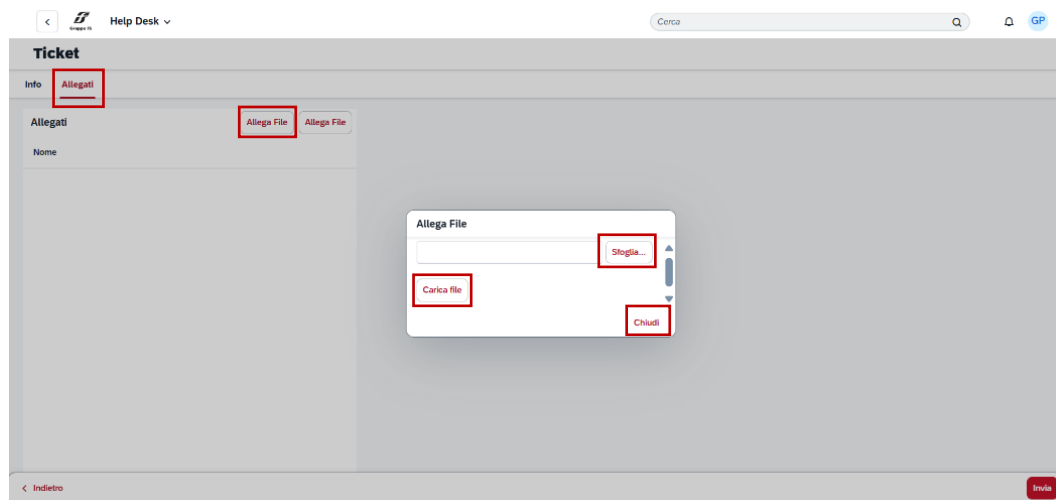 Help Desk
Cerca
GP
Ticket
Info
Allegati
Allegati
Allega File
Allega File
Nome
Allega File
Sfoglia...
Carica file
Chiudi
Indietro
Invia